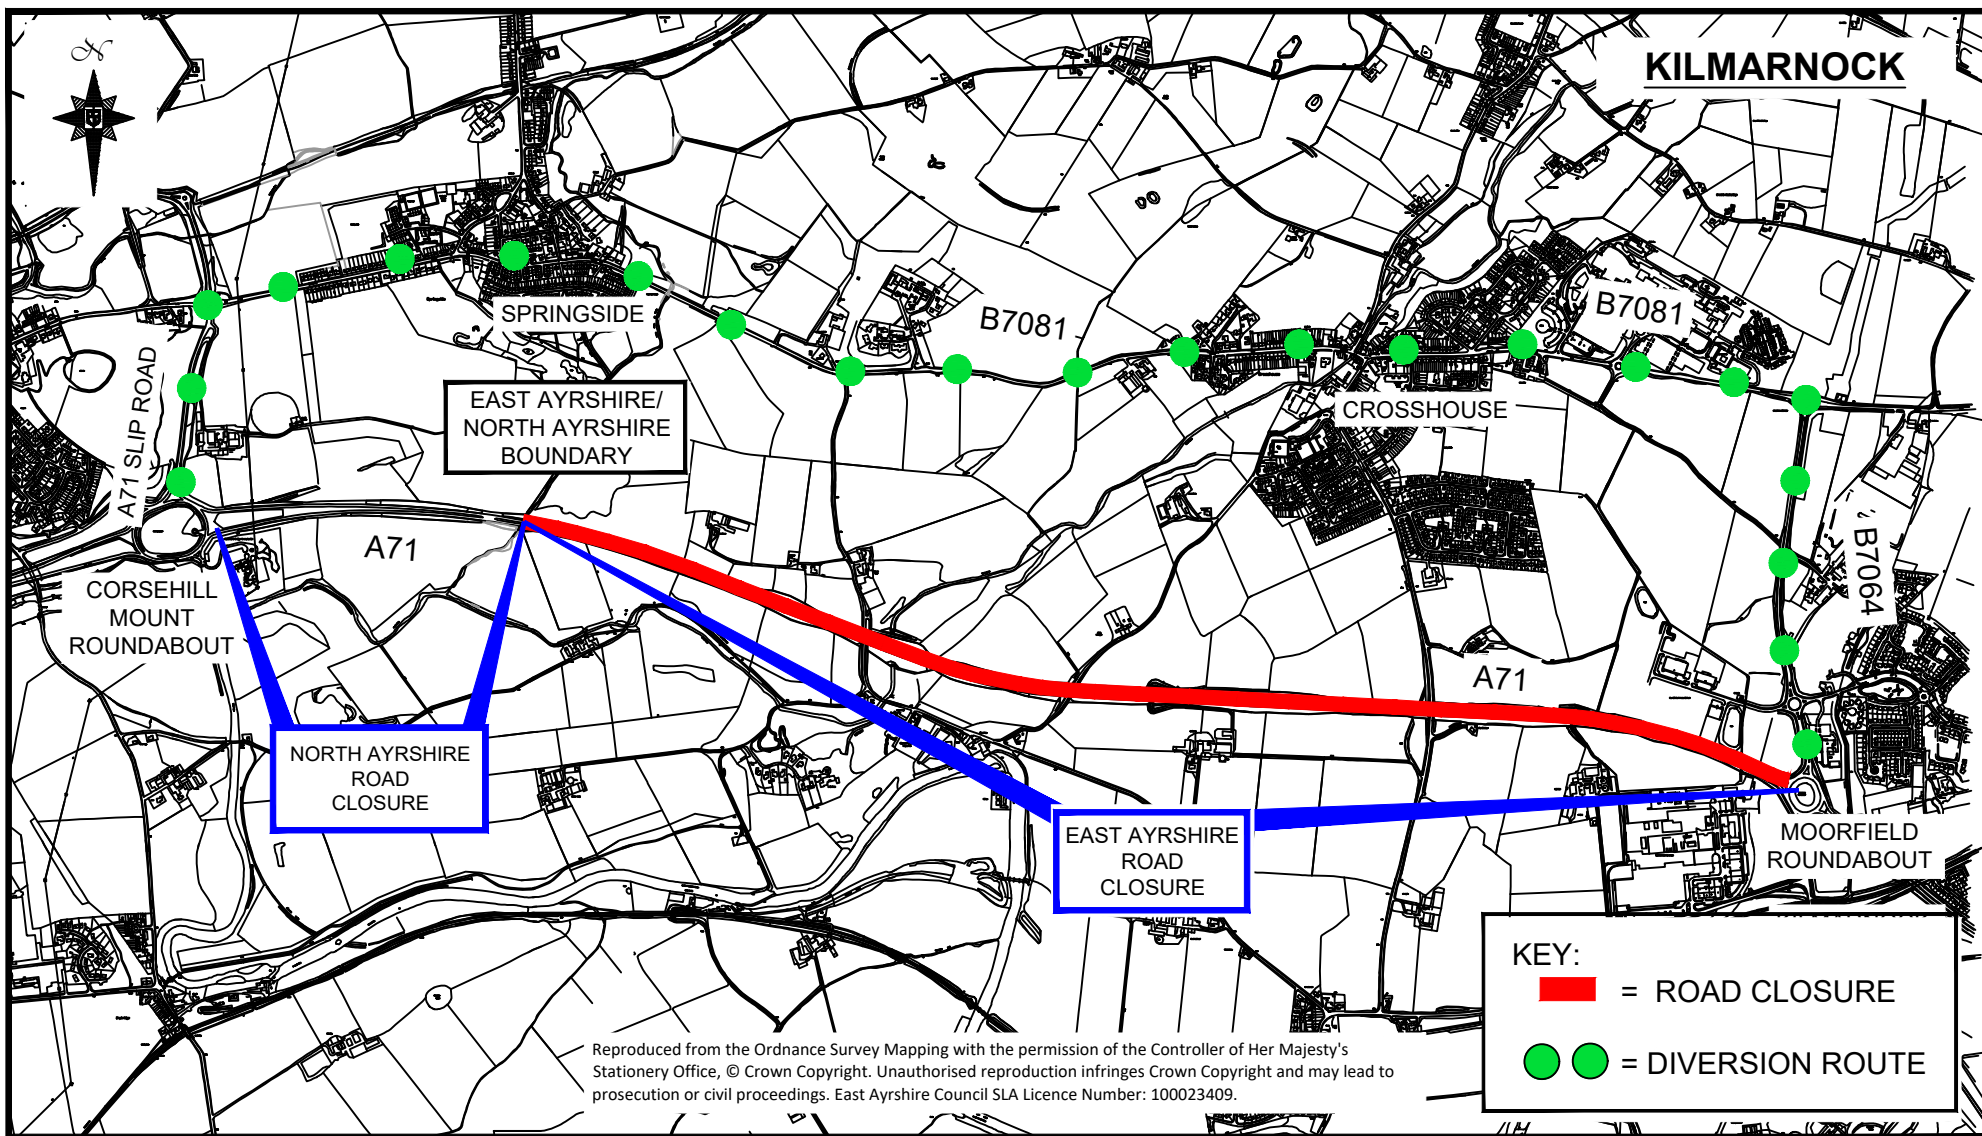 KILMARNOCK
SPRINGSIDE
B7081
B7081
A71 SLIP ROAD
EAST AYRSHIRE/
NORTH AYRSHIRE
BOUNDARY
CROSSHOUSE
A71
B7064
CORSEHILL
MOUNT
ROUNDABOUT
A71
NORTH AYRSHIRE
ROAD
CLOSURE
EAST AYRSHIRE
ROAD
CLOSURE
MOORFIELD
ROUNDABOUT
KEY:
= ROAD CLOSURE
= DIVERSION ROUTE
Reproduced from the Ordnance Survey Mapping with the permission of the Controller of Her Majesty's
Stationery Office, © Crown Copyright. Unauthorised reproduction infringes Crown Copyright and may lead to
prosecution or civil proceedings. East Ayrshire Council SLA Licence Number: 100023409.